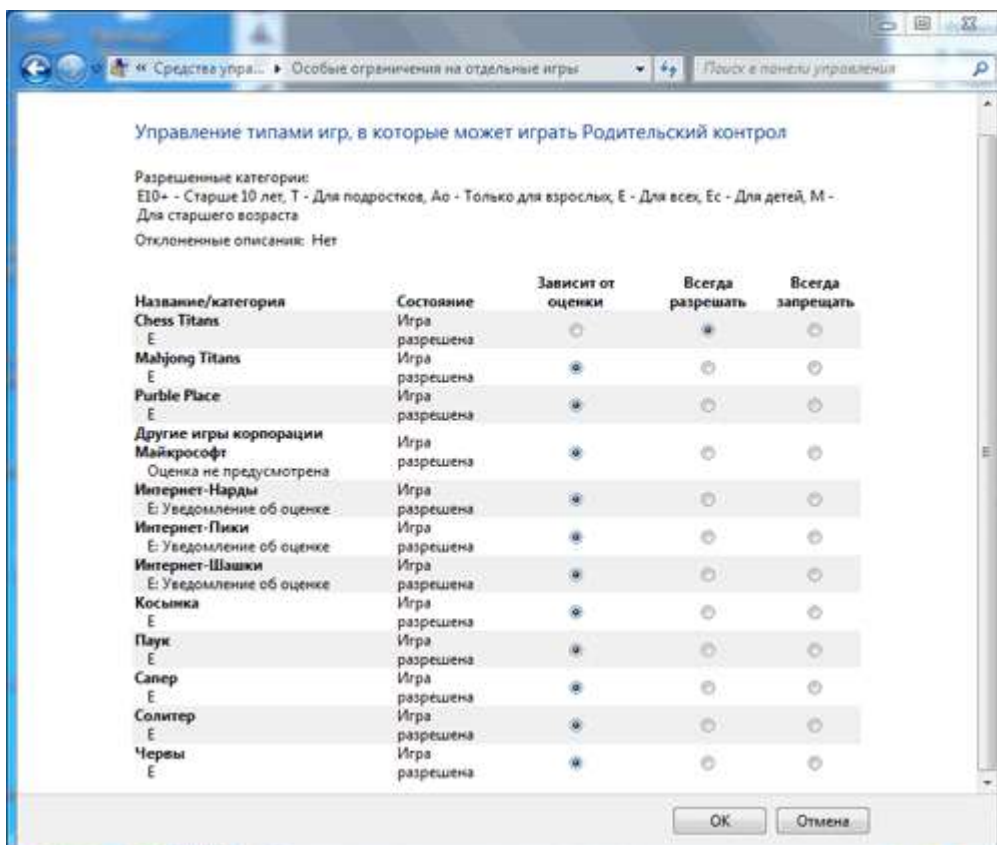 « Средства упра... ▸ Особые ограничения на отдельные игры
Поиск в панели управления
Управление типами игр, в которые может играть Родительский контрол
Разрешенные категории:
E10+ - Старше 10 лет, T - Для подростков, Ao - Только для взрослых, E - Для всех, Ec - Для детей, M -
Для старшего возраста
Отклоненные описания: Нет
Название/категория Состояние Зависит от оценки Всегда разрешать Всегда запрещать
Chess Titans
E
Игра
разрешена
Mahjong Titans
E
Игра
разрешена
Purble Place
E
Игра
разрешена
Другие игры корпорации
Майкрософт
Оценка не предусмотрена
Игра
разрешена
Интернет-Нарды
E: Уведомление об оценке
Игра
разрешена
Интернет-Пики
E: Уведомление об оценке
Игра
разрешена
Интернет-Шашки
E: Уведомление об оценке
Игра
разрешена
Косынка
E
Игра
разрешена
Паук
E
Игра
разрешена
Сапер
E
Игра
разрешена
Солитер
E
Игра
разрешена
Червы
E
Игра
разрешена
OK
Отмена